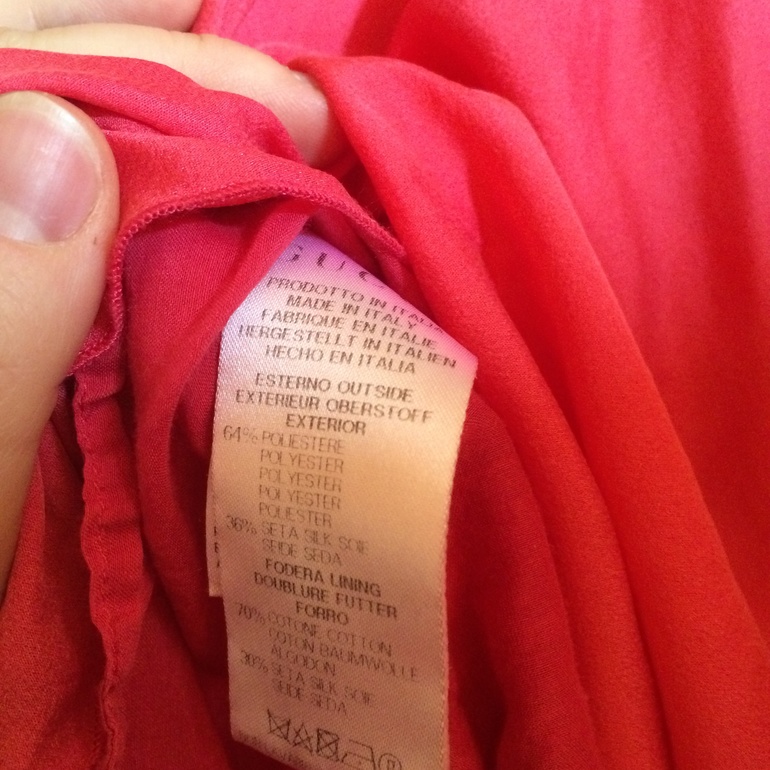 GUC
PRODOTTO IN ITALIA
MADE IN ITALY
FABRIQUE EN ITALIE
HERGESTELLT IN ITALIEN
HECHO EN ITALIA
ESTERNO OUTSIDE
EXTERIEUR OBERSTOFF
EXTERIOR
64% POLIESTERE
POLYESTER
POLYESTER
POLYESTER
POLIESTER
36% SETA SILK SOIE
SEIDE SEDA
FODERA LINING
DOUBLURE FUTTER
FORRO
70% COTONE COTTON
COTON BAUMWOLLE
ALGODON
30% SETA SILK SOIE
SEIDE SEDA